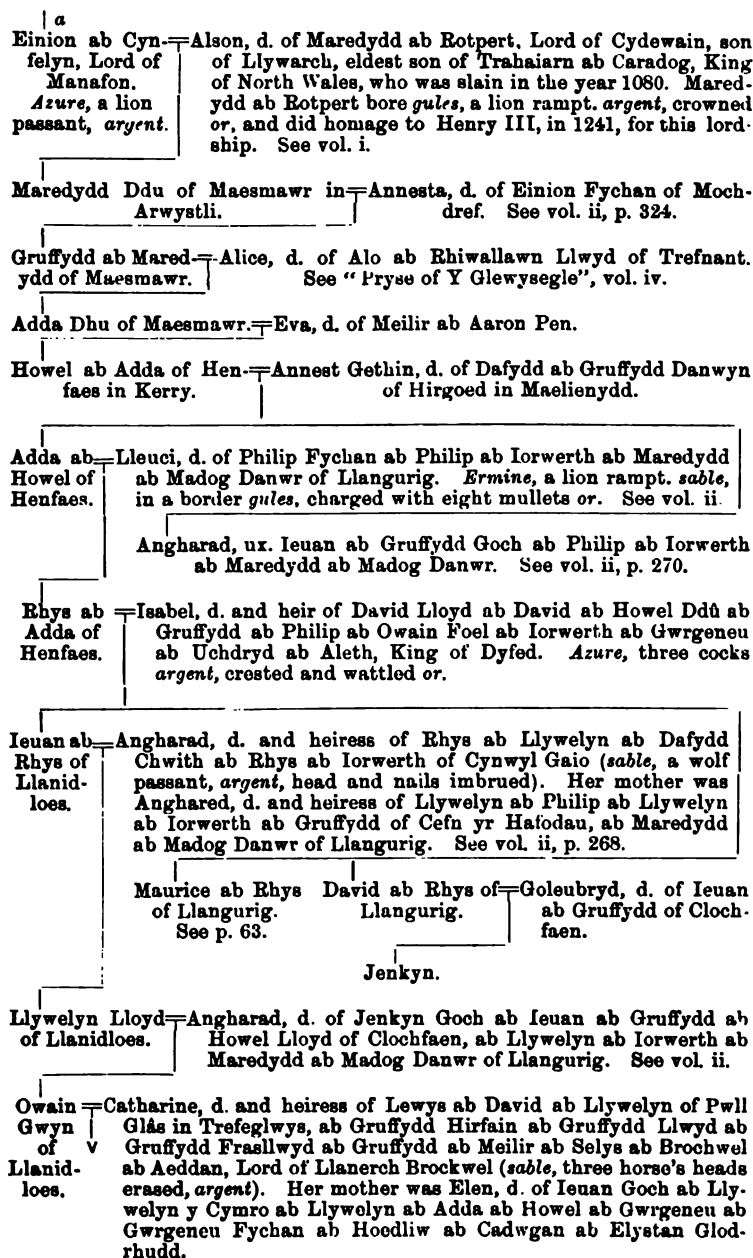 a
Einion ab Cyn-=Alson, d. of Maredydd ab Rotpert, Lord of Cydewain, son
felyn, Lord of of Llywarch, eldest son of Trahaiarn ab Caradog, King
Manafon. of North Wales, who was slain in the year 1080. Mared-
Azure, a lion ydd ab Rotpert bore gules, a lion rampt. argent, crowned
passant, argent. or, and did homage to Henry III, in 1241, for this lord-
ship. See vol. i.
Maredydd Ddu of Maesmawr in=Annesta, d. of Einion Fychan of Moch-
Arwystli. dref. See vol. ii, p. 324.
Gruffydd ab Mared-=Alice, d. of Alo ab Rhiwallawn Llwyd of Trefnant.
ydd of Maesmawr. See "Pryse of Y Glewysegle", vol. iv.
Adda Dhu of Maesmawr.=Eva, d. of Meilir ab Aaron Pen.
Howel ab Adda of Hen-=Annest Gethin, d. of Dafydd ab Gruffydd Danwyn
faes in Kerry. of Hirgoed in Maelienydd.
Adda ab=Lleuci, d. of Philip Fychan ab Philip ab Iorwerth ab Maredydd
Howel of ab Madog Danwr of Llangurig. Ermine, a lion rampt. sable,
Henfaes. in a border gules, charged with eight mullets or. See vol. ii.
Angharad, ux. Ieuan ab Gruffydd Goch ab Philip ab Iorwerth
ab Maredydd ab Madog Danwr. See vol. ii, p. 270.
Rhys ab =Isabel, d. and heir of David Lloyd ab David ab Howel Ddû ab
Adda of Gruffydd ab Philip ab Owain Foel ab Iorwerth ab Gwrgeneu
Henfaes. ab Uchdryd ab Aleth, King of Dyfed. Azure, three cocks
argent, crested and wattled or.
Ieuan ab=Angharad, d. and heiress of Rhys ab Llywelyn ab Dafydd
Rhys of Chwith ab Rhys ab Iorwerth of Cynwyl Gaio (sable, a wolf
Llanid- passant, argent, head and nails imbrued). Her mother was
loes. Anghared, d. and heiress of Llywelyn ab Philip ab Llywelyn
ab Iorwerth ab Gruffydd of Cefn yr Hafodau, ab Maredydd
ab Madog Danwr of Llangurig. See vol. ii, p. 268.
Maurice ab Rhys David ab Rhys of=Goleubryd, d. of Ieuan
of Llangurig. Llangurig. ab Gruffydd of Cloch-
See p. 63. faen.
Jenkyn.
Llywelyn Lloyd=Angharad, d. of Jenkyn Goch ab Ieuan ab Gruffydd ab
of Llanidloes. Howel Lloyd of Clochfaen, ab Llywelyn ab Iorwerth ab
Maredydd ab Madog Danwr of Llangurig. See vol. ii.
Owain =Catharine, d. and heiress of Lewys ab David ab Llywelyn of Pwll
Gwyn Glâs in Trefeglwys, ab Gruffydd Hirfain ab Gruffydd Llwyd ab
of Gruffydd Frasllwyd ab Gruffydd ab Meilir ab Selys ab Brochwel
Llanid- ab Aeddan, Lord of Llanerch Brockwel (sable, three horse's heads
loes. erased, argent). Her mother was Elen, d. of Ieuan Goch ab Lly-
welyn y Cymro ab Llywelyn ab Adda ab Howel ab Gwrgeneu ab
Gwrgeneu Fychan ab Hoedliw ab Cadwgan ab Elystan Glod-
rhudd.